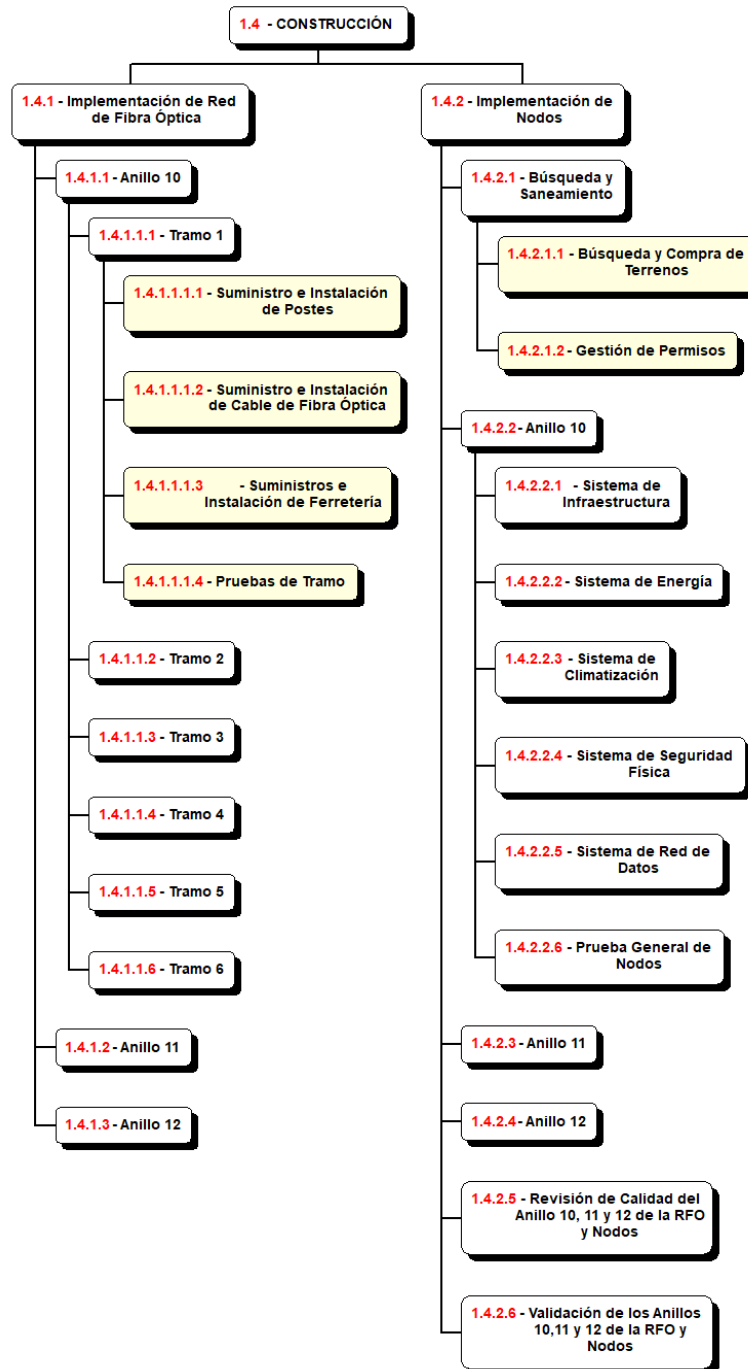 1.4 - CONSTRUCCIÓN
1.4.1 - Implementación de Red
de Fibra Óptica
1.4.1.1 - Anillo 10
1.4.1.1.1 - Tramo 1
1.4.1.1.1.1 - Suministro e Instalación
de Postes
1.4.1.1.1.2 - Suministro e Instalación
de Cable de Fibra Óptica
1.4.1.1.1.3 - Suministros e
Instalación de Ferretería
1.4.1.1.1.4 - Pruebas de Tramo
1.4.1.1.2 - Tramo 2
1.4.1.1.3 - Tramo 3
1.4.1.1.4 - Tramo 4
1.4.1.1.5 - Tramo 5
1.4.1.1.6 - Tramo 6
1.4.1.2 - Anillo 11
1.4.1.3 - Anillo 12
1.4.2 - Implementación de
Nodos
1.4.2.1 - Búsqueda y
Saneamiento
1.4.2.1.1 - Búsqueda y Compra de
Terrenos
1.4.2.1.2 - Gestión de Permisos
1.4.2.2 - Anillo 10
1.4.2.2.1 - Sistema de
Infraestructura
1.4.2.2.2 - Sistema de Energía
1.4.2.2.3 - Sistema de
Climatización
1.4.2.2.4 - Sistema de Seguridad
Física
1.4.2.2.5 - Sistema de Red de
Datos
1.4.2.2.6 - Prueba General de
Nodos
1.4.2.3 - Anillo 11
1.4.2.4 - Anillo 12
1.4.2.5 - Revisión de Calidad del
Anillo 10, 11 y 12 de la RFO
y Nodos
1.4.2.6 - Validación de los Anillos
10,11 y 12 de la RFO y
Nodos